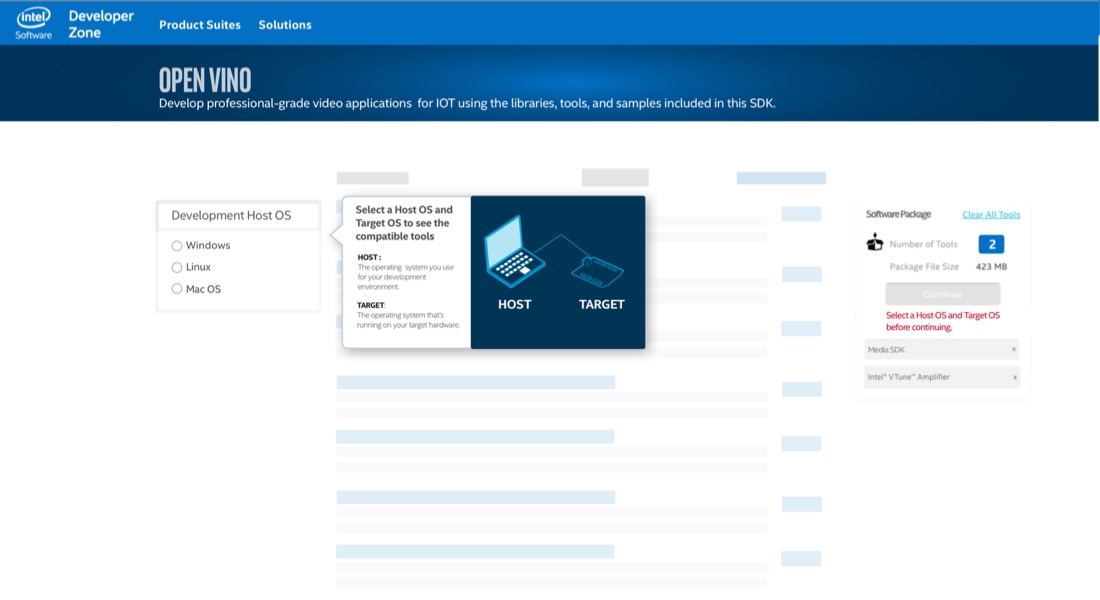 intel
Software
Developer
Zone
Product Suites
Solutions
OPEN VINO
Develop professional-grade video applications for IOT using the libraries, tools, and samples included in this SDK.
Development Host OS
Windows
Linux
Mac OS
Select a Host OS and
Target OS to see the
compatible tools
HOST :
The operating system you use
for your development
environment.
TARGET:
The operating system that's
running on your target hardware.
HOST
TARGET
Software Package
Clear All Tools
Number of Tools
2
Package File Size
423 MB
Continue
Select a Host OS and Target OS
before continuing.
Media SDK
x
Intel® VTune™ Amplifier
x